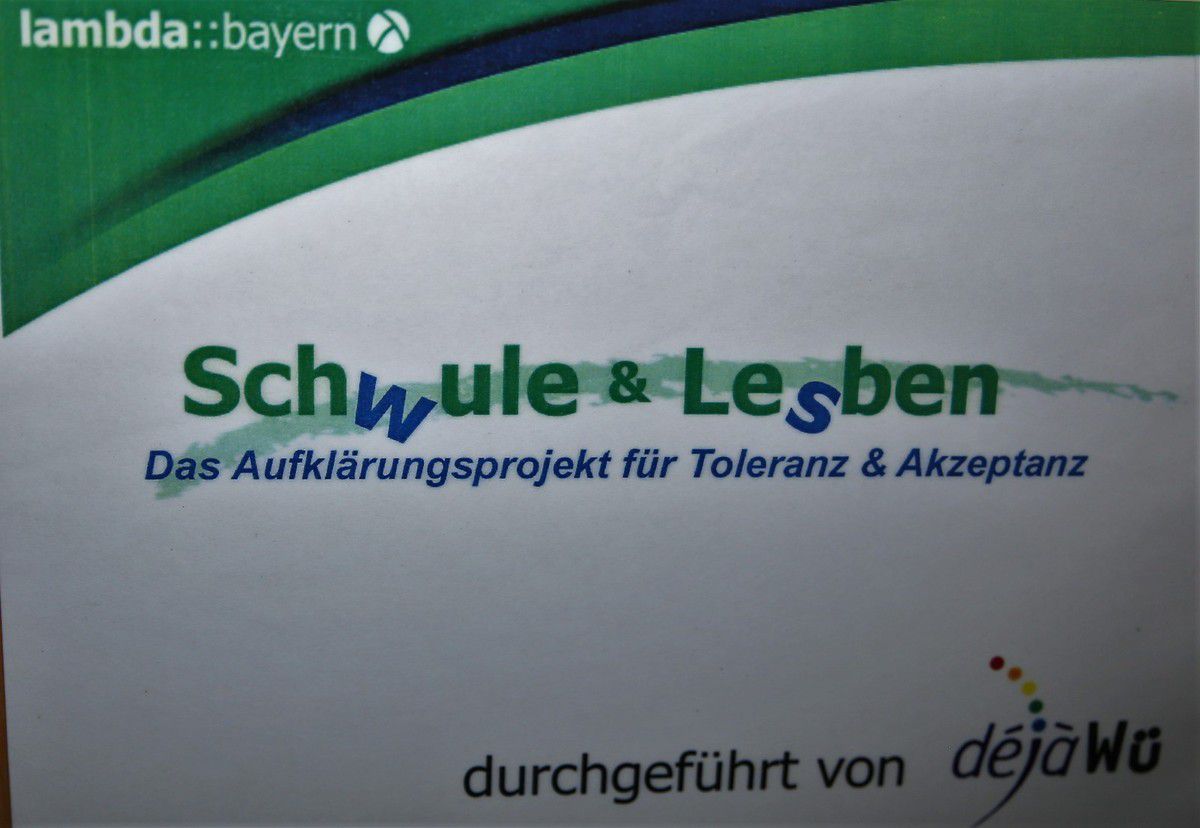 lambda::bayern
Schwule & Lesben
Das Aufklärungsprojekt für Toleranz & Akzeptanz
durchgeführt von déjàWü